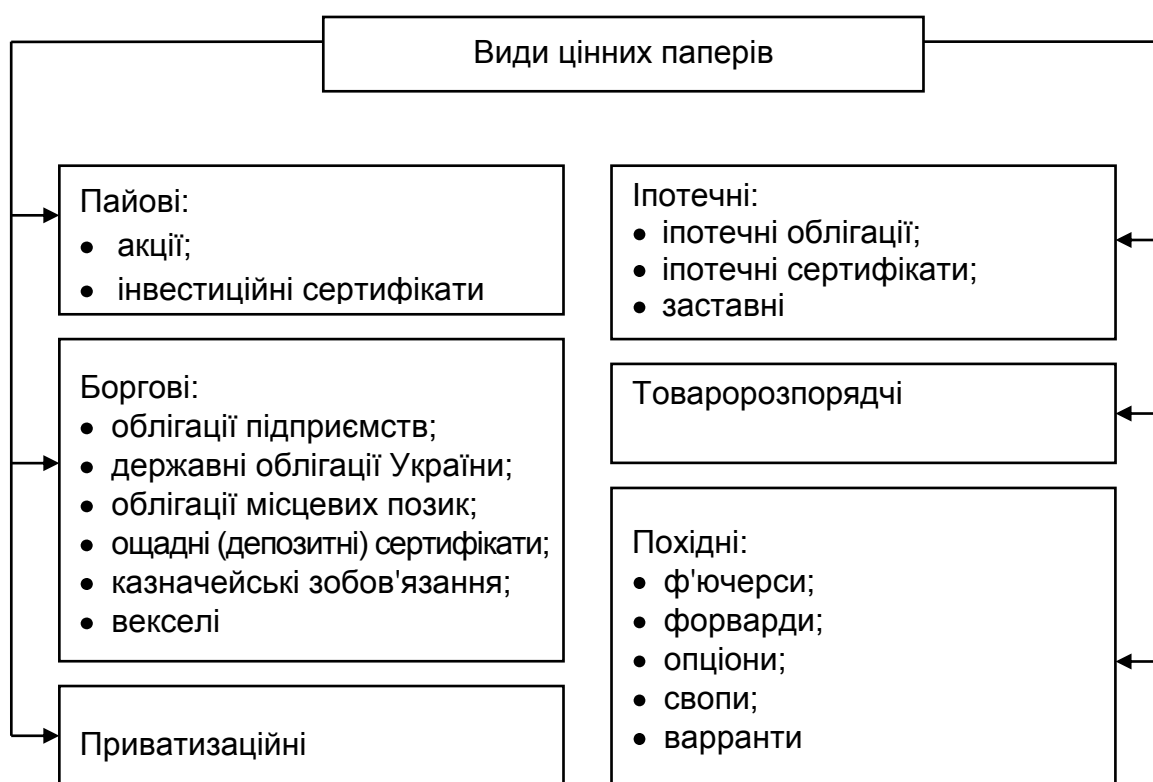 Види цінних паперів
Пайові:
• акції;
• інвестиційні сертифікати
Боргові:
• облігації підприємств;
• державні облігації України;
• облігації місцевих позик;
• ощадні (депозитні) сертифікати;
• казначейські зобов'язання;
• векселі
Приватизаційні
Іпотечні:
• іпотечні облігації;
• іпотечні сертифікати;
• заставні
Товаророзпорядчі
Похідні:
• ф'ючерси;
• форварди;
• опціони;
• свопи;
• варранти